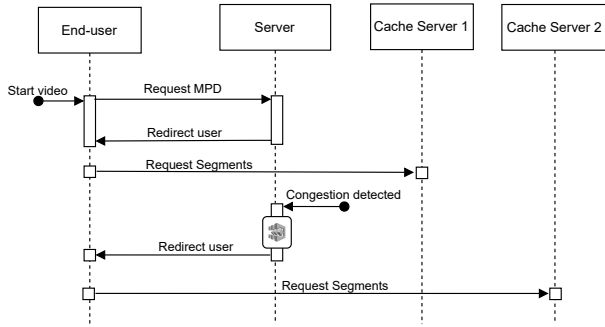 End-user
Server
Cache Server 1
Cache Server 2
Start video
Request MPD
Redirect user
Request Segments
Congestion detected
Redirect user
Request Segments